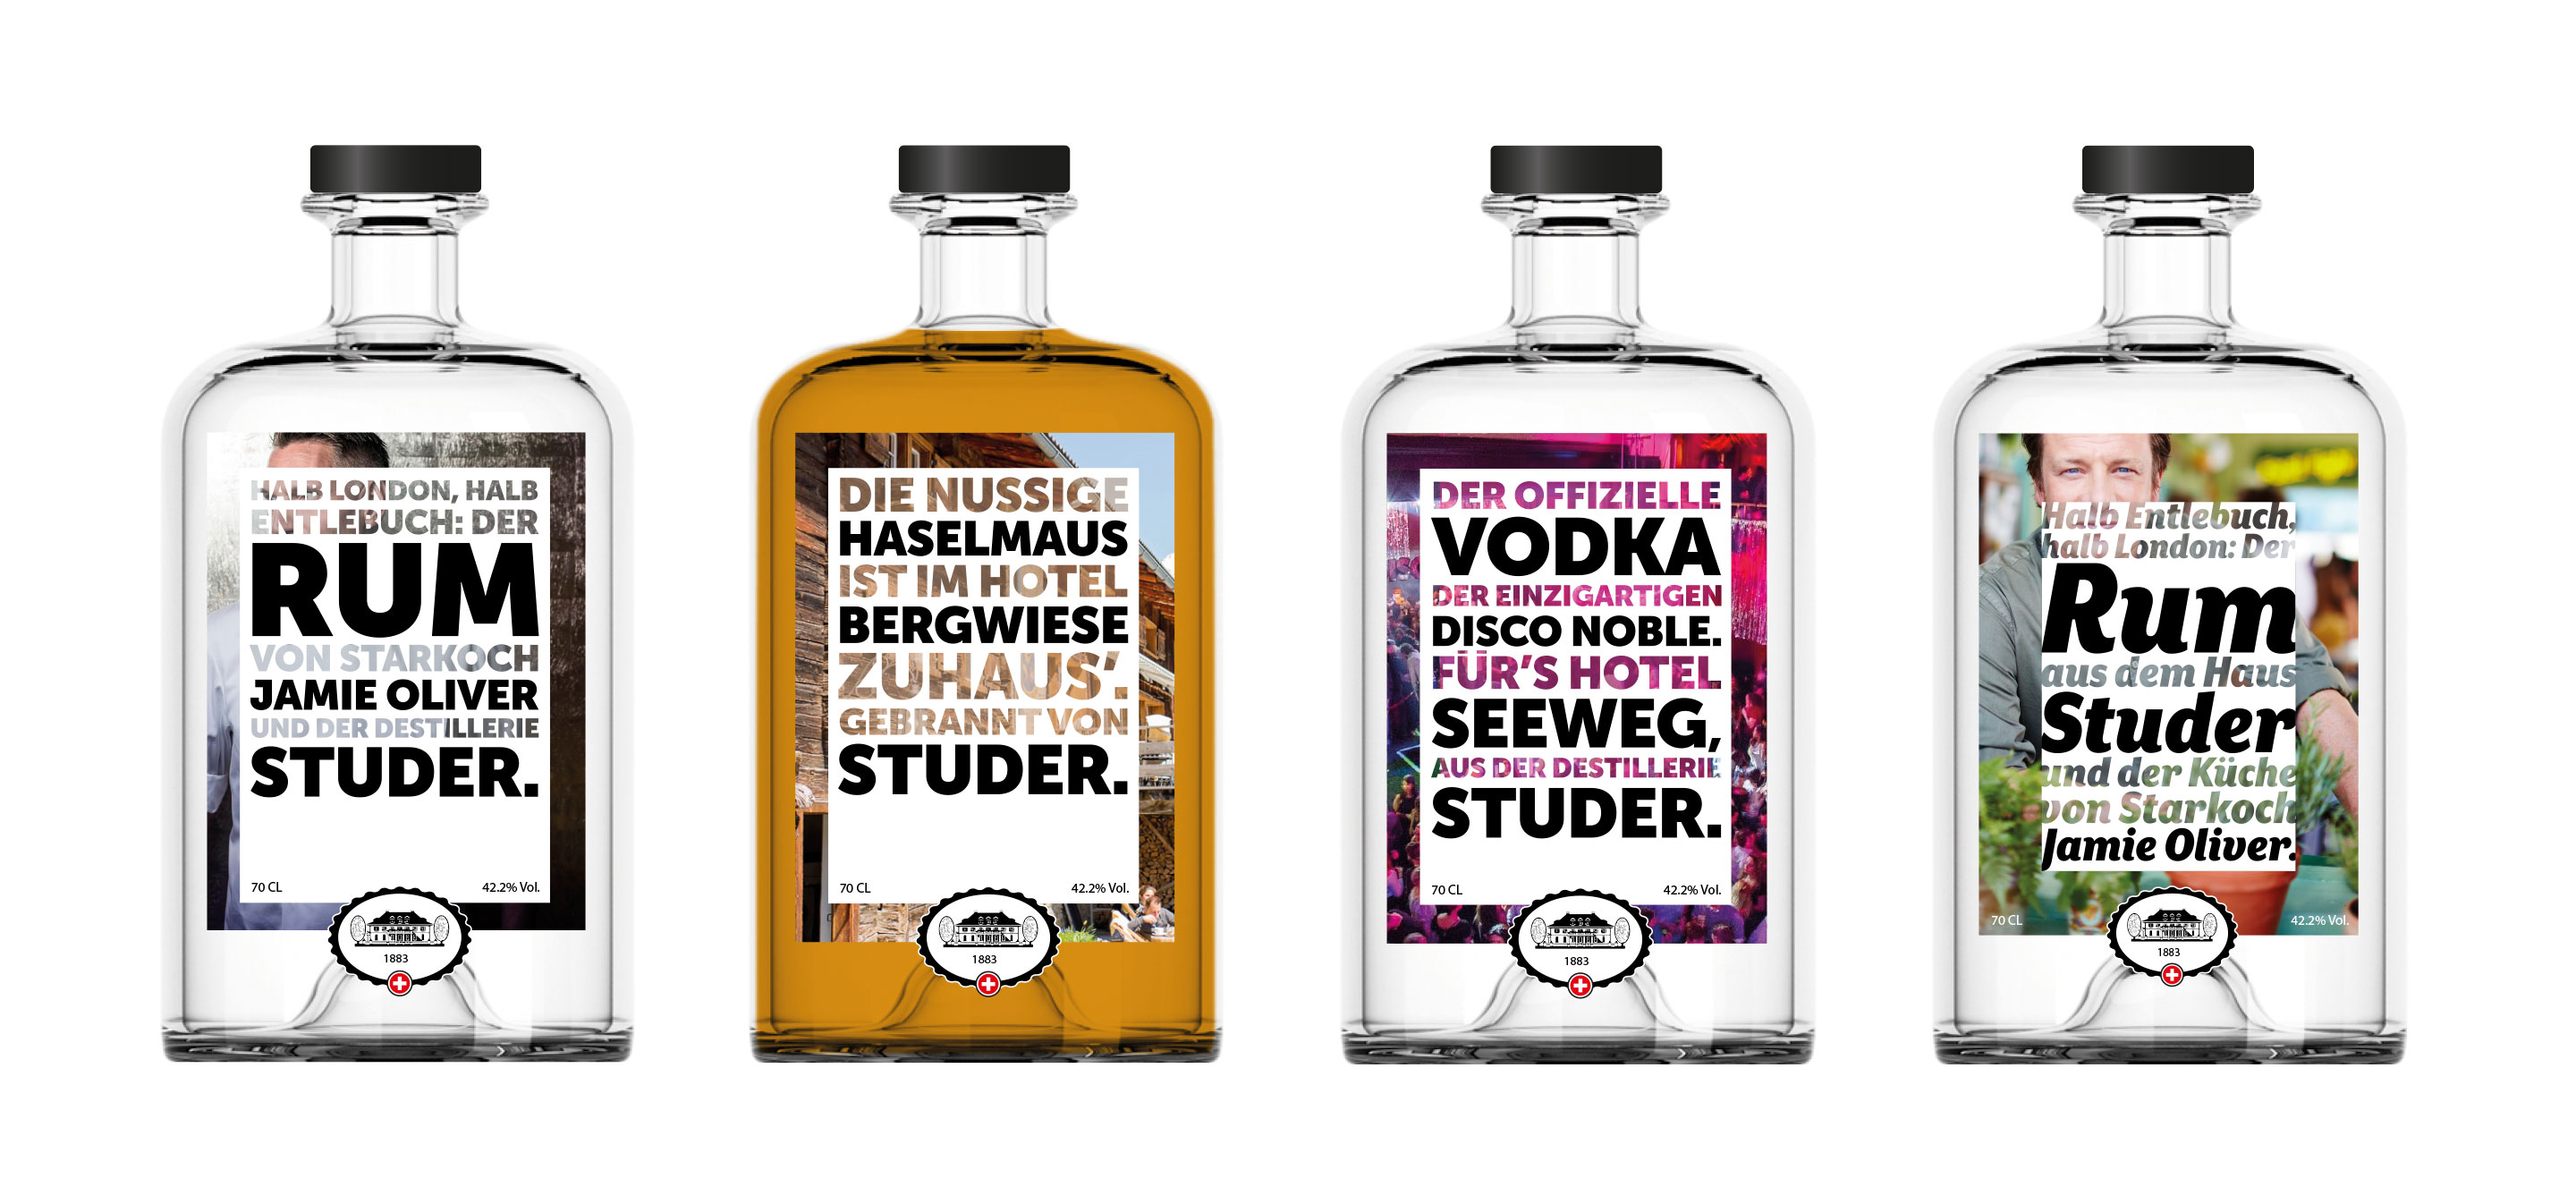 HALB LONDON, HALB
ENTLEBUCH: DER
RUM
VON STARKOCH
JAMIE OLIVER
UND DER DESTILLERIE
STUDER.
70 CL
42.2% Vol.
1883
DIE NUSSIGE
HASELMAUS
IST IM HOTEL
BERGWIESE
ZUHAUS'.
GEBRANNT VON
STUDER.
70 CL
42.2% Vol.
1883
DER OFFIZIELLE
VODKA
DER EINZIGARTIGEN
DISCO NOBLE.
FÜR'S HOTEL
SEEWEG,
AUS DER DESTILLERIE
STUDER.
70 CL
42.2% Vol.
1883
Halb Entlebuch,
halb London: Der
Rum
aus dem Haus
Studer
und der Küche
von Starkoch
Jamie Oliver.
70 CL
42.2% Vol.
1883